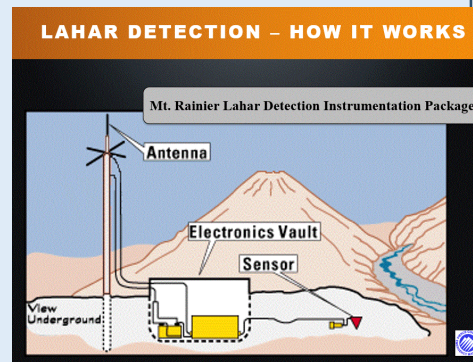 LAHAR DETECTION – HOW IT WORKS
Mt. Rainier Lahar Detection Instrumentation Package
Antenna
Electronics Vault
Sensor
View
Underground